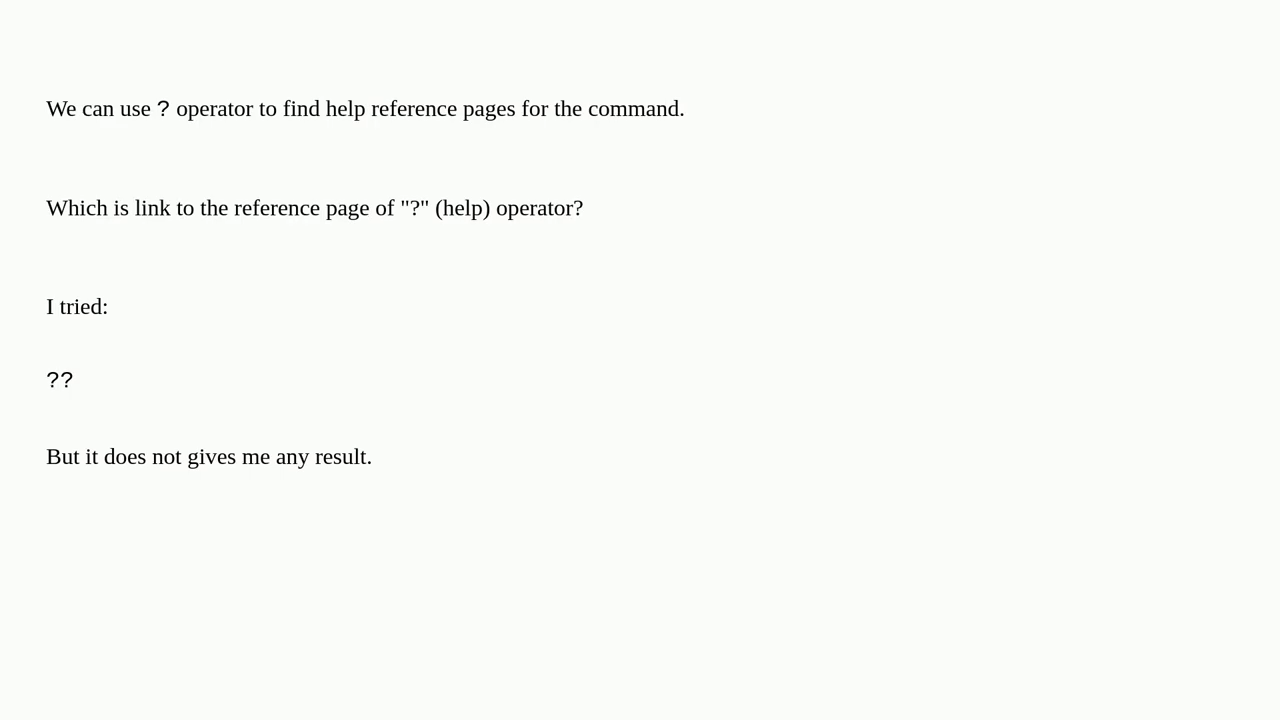 We can use ? operator to find help reference pages for the command.
Which is link to the reference page of "?" (help) operator?
I tried:
??
But it does not gives me any result.